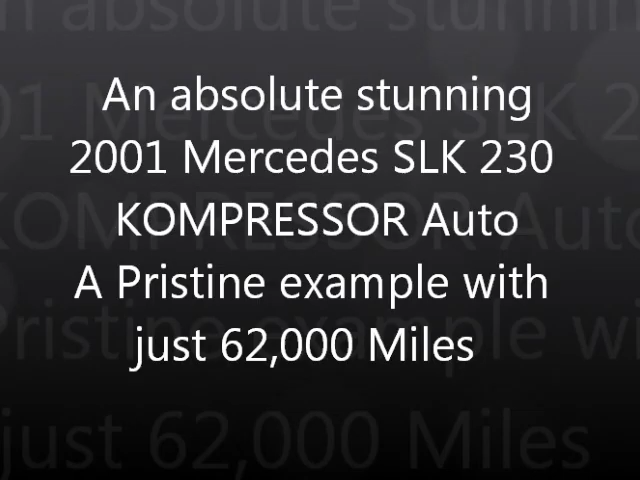 An absolute stunning
2001 Mercedes SLK 230
KOMPRESSOR Auto
A Pristine example with
just 62,000 Miles